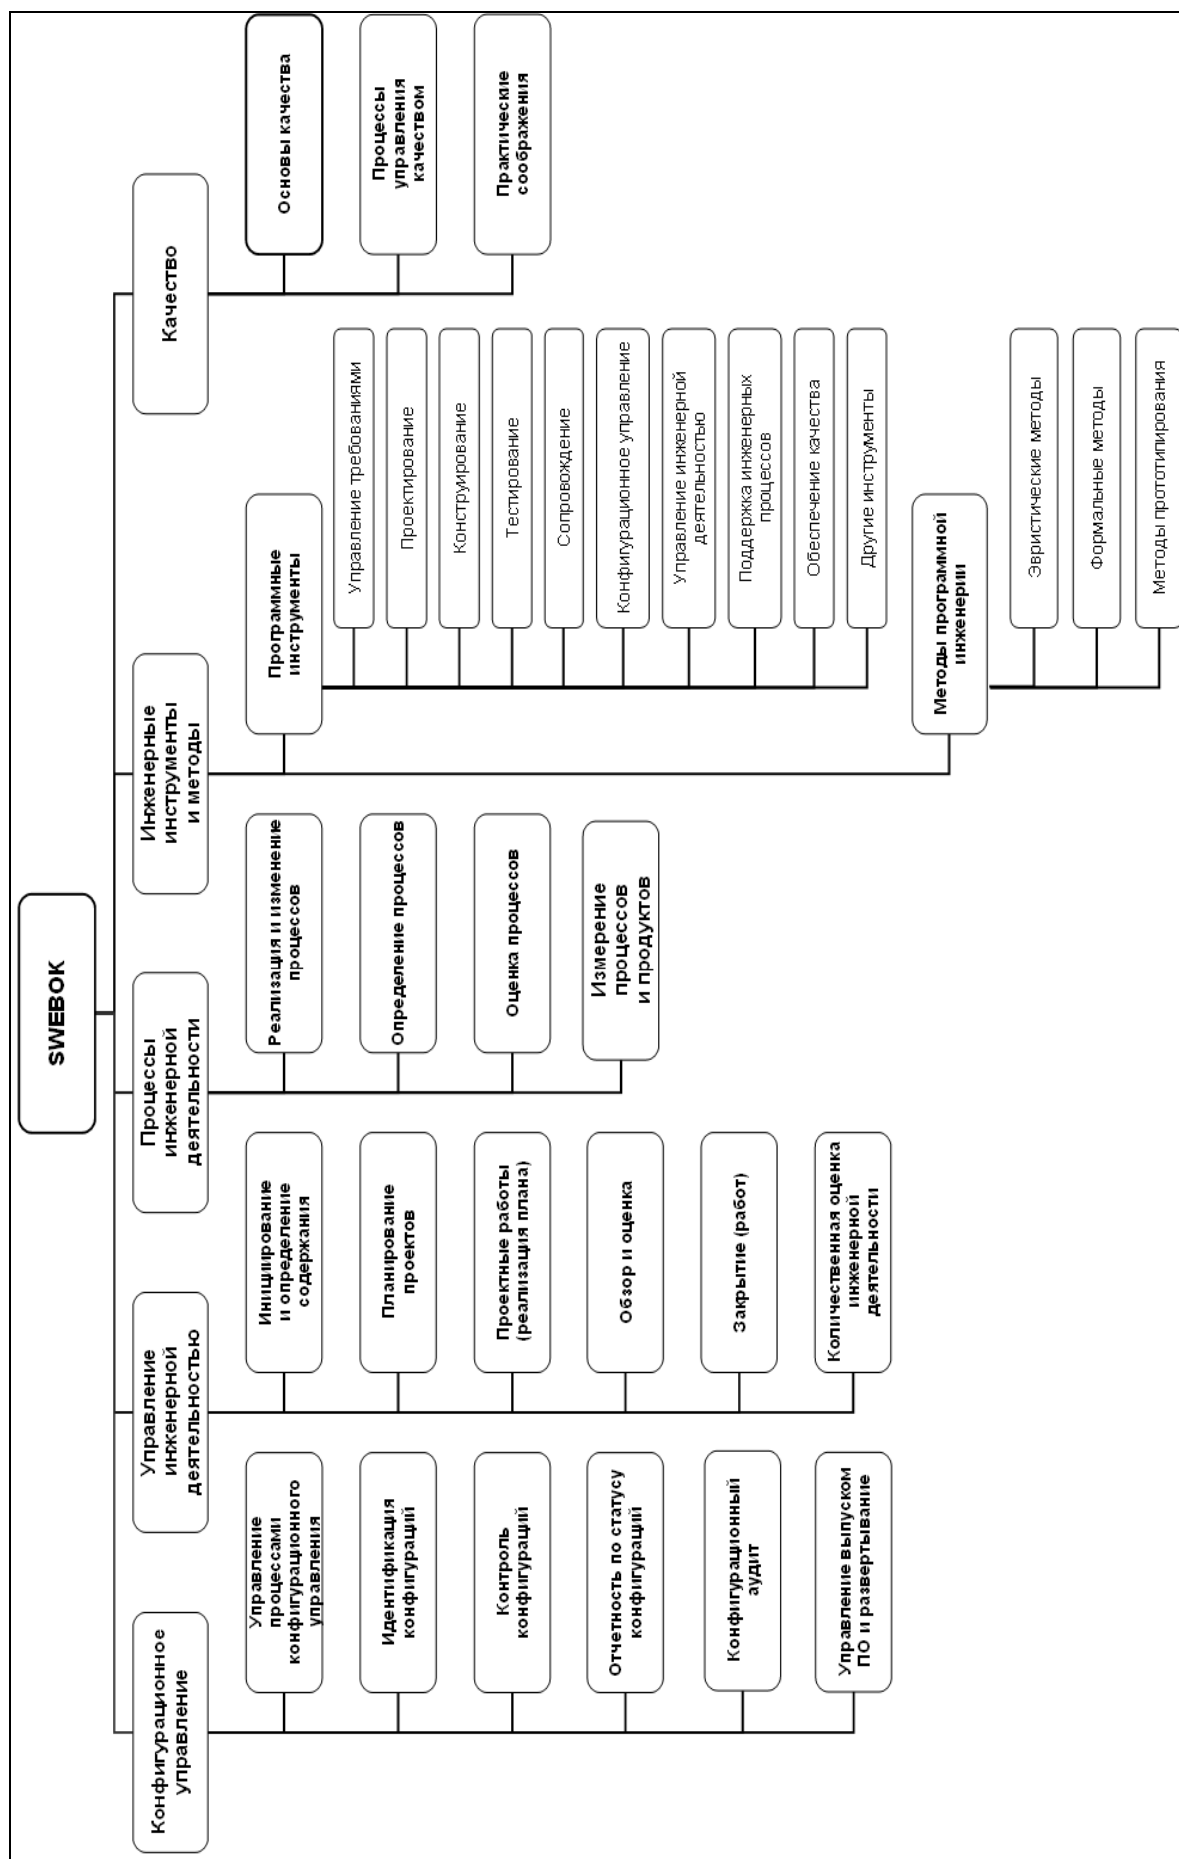 SWEBOK
Конфигурационное
управление
Управление
процессами
конфигурационного
управления
Идентификация
конфигураций
Контроль
конфигураций
Отчетность по статусу
конфигураций
Конфигурационный
аудит
Управление выпуском
ПО и развертывание
Управление
инженерной
деятельностью
Инициирование
и определение
содержания
Планирование
проектов
Проектные работы
(реализация плана)
Обзор и оценка
Закрытие (работ)
Количественная оценка
инженерной
деятельности
Процессы
инженерной
деятельности
Реализация и изменение
процессов
Определение процессов
Оценка процессов
Измерение
процессов
и продуктов
Инженерные
инструменты
и методы
Программные
инструменты
Управление требованиями
Проектирование
Конструирование
Тестирование
Сопровождение
Конфигурационное управление
Управление инженерной
деятельностью
Поддержка инженерных
процессов
Обеспечение качества
Другие инструменты
Методы программной
инженерии
Эвристические методы
Формальные методы
Методы прототипирования
Качество
Основы качества
Процессы
управления
качеством
Практические
соображения